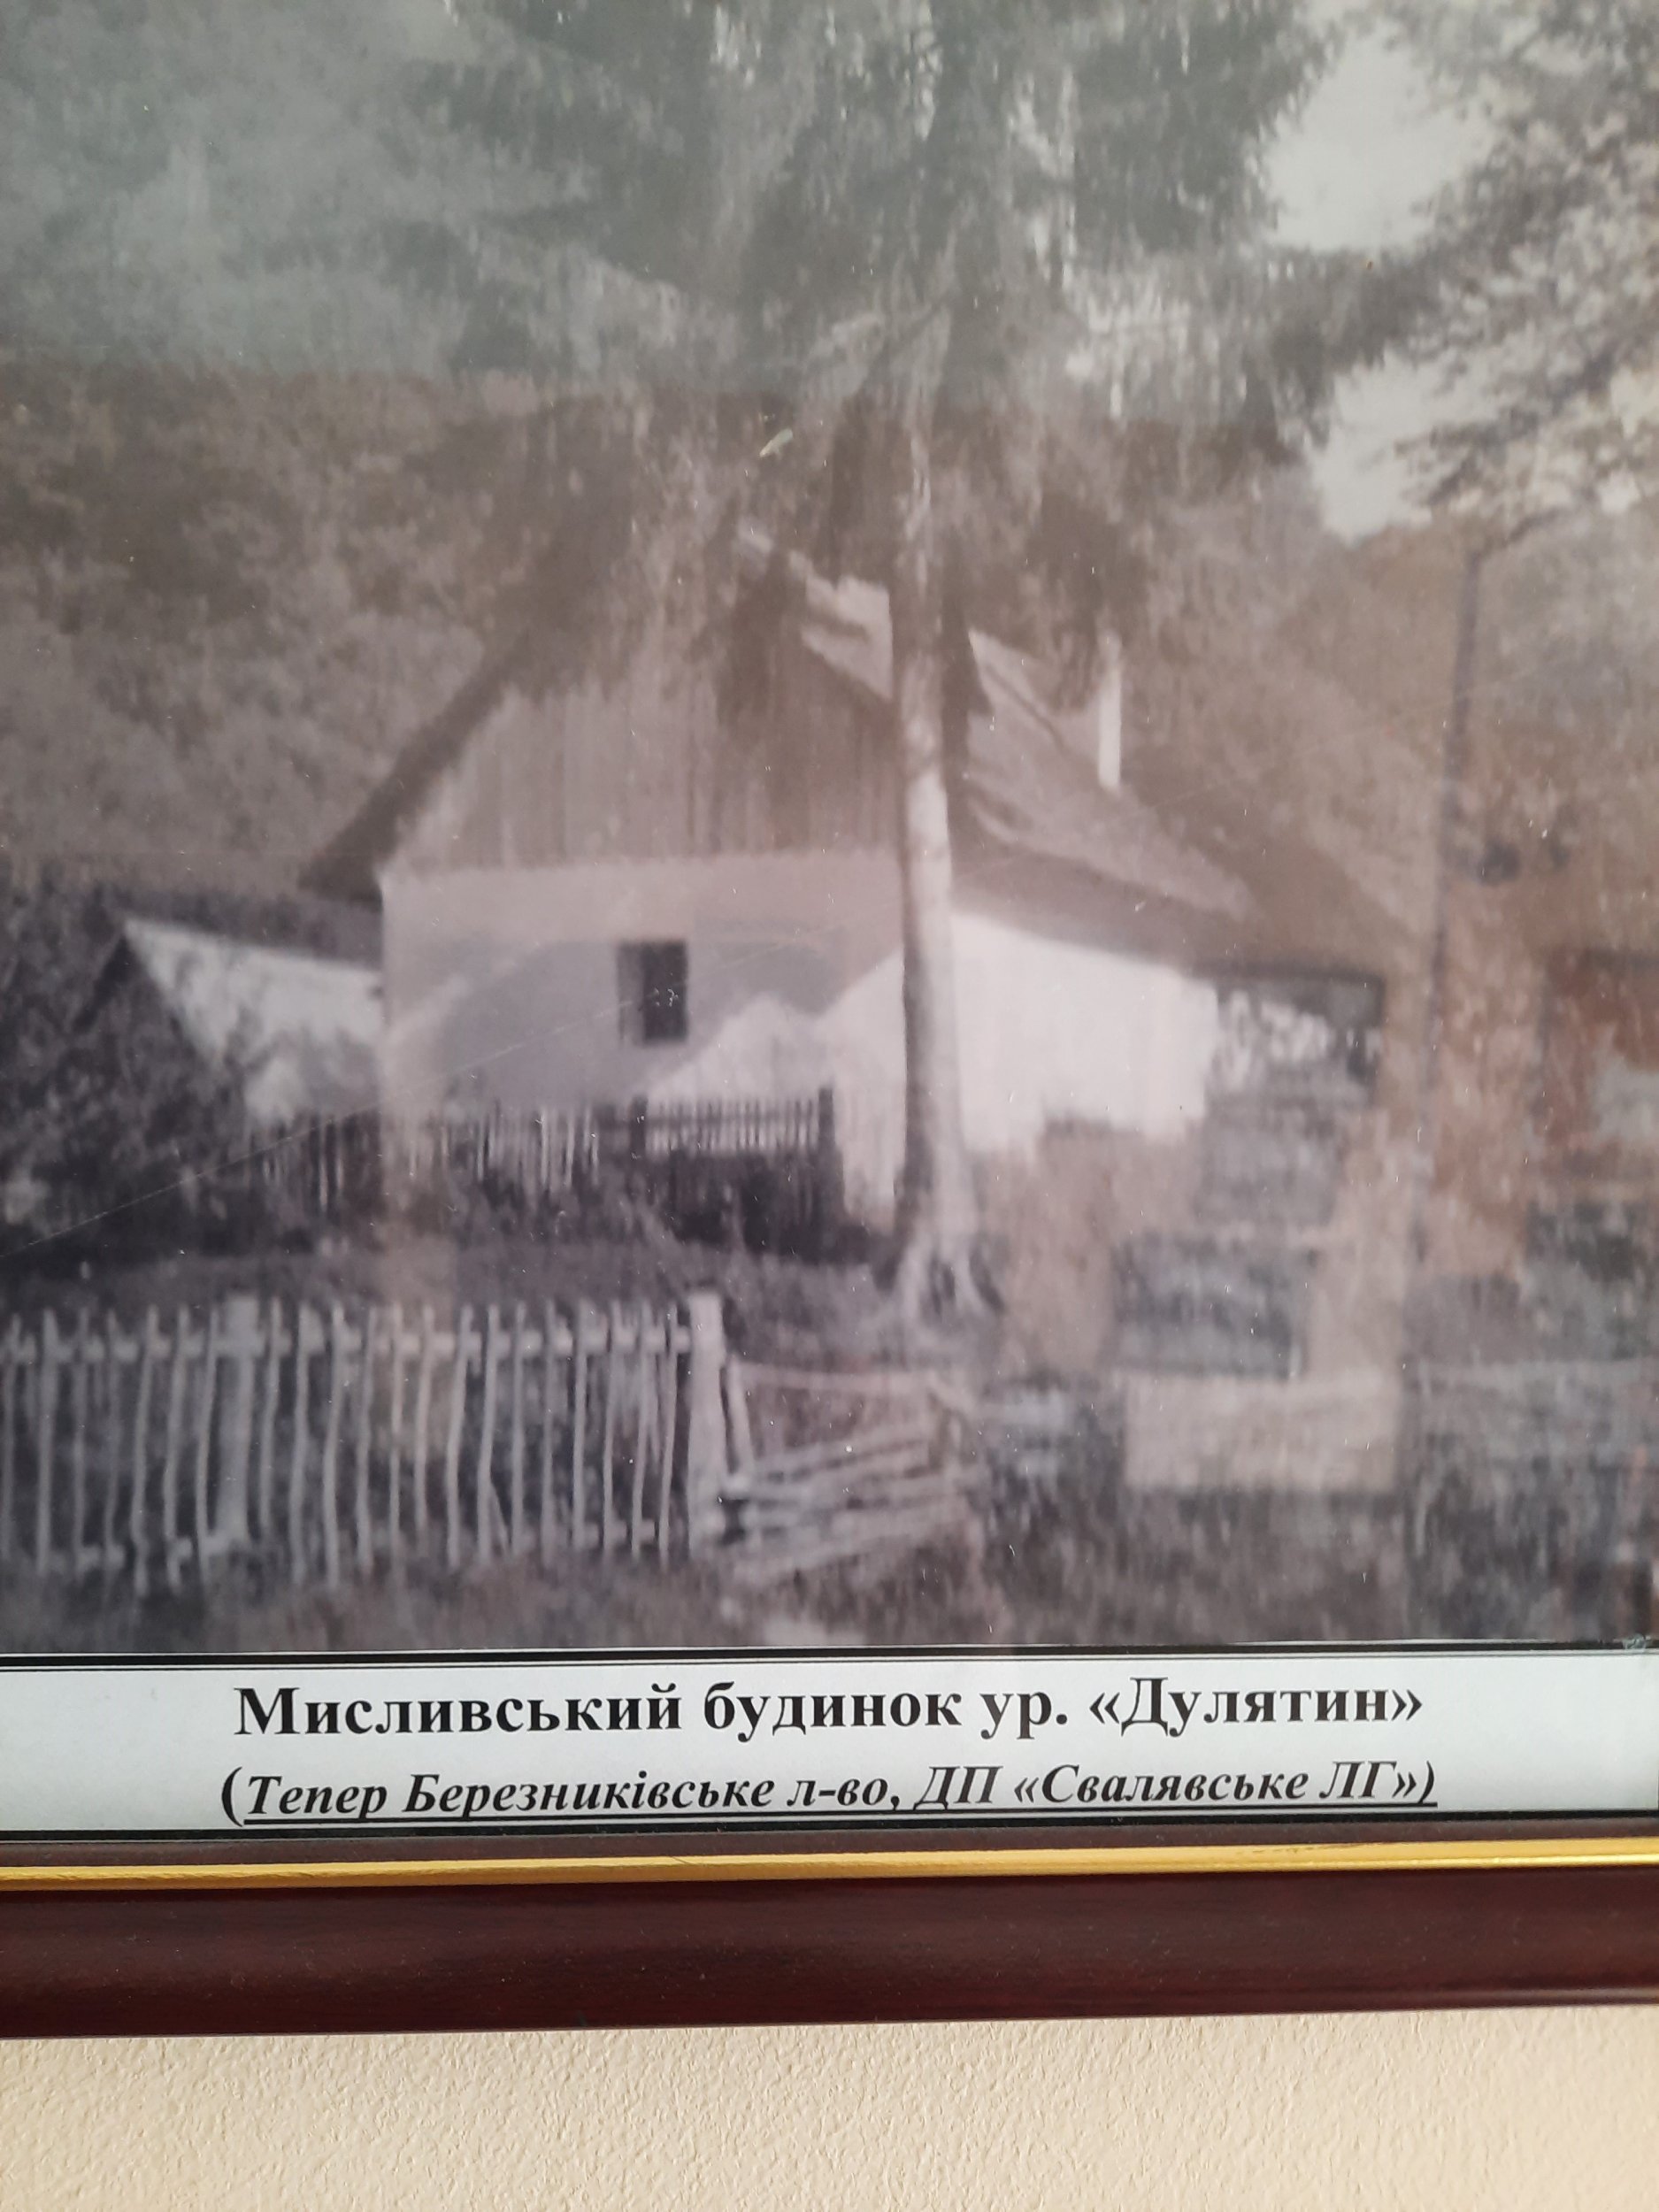 Мисливський будинок ур. «Дулятин»
(Тепер Березниківське л-во, ДП «Свалявське ЛГ»)